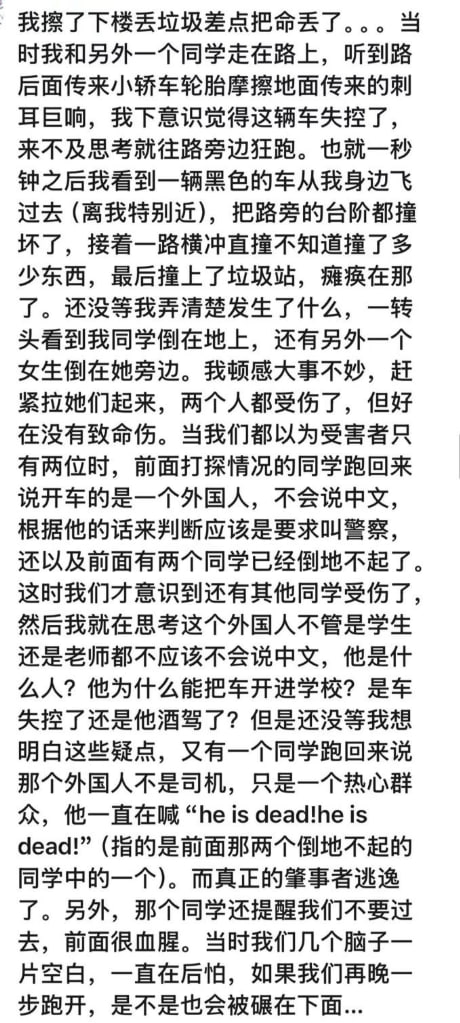 我擦了下楼丢垃圾差点把命丢了。。。当
时我和另外一个同学走在路上，听到路
后面传来小轿车轮胎摩擦地面传来的刺
耳巨响，我下意识觉得这辆车失控了，
来不及思考就往路旁边狂跑。也就一秒
钟之后我看到一辆黑色的车从我身边飞
过去（离我特别近），把路旁的台阶都撞
坏了，接着一路横冲直撞不知道撞了多
少东西，最后撞上了垃圾站，瘫痪在那
了。还没等我弄清楚发生了什么，一转
头看到我同学倒在地上，还有另外一个
女生倒在她旁边。我顿感大事不妙，赶
紧拉她们起来，两个人都受伤了，但好
在没有致命伤。当我们都以为受害者只
有两位时，前面打探情况的同学跑回来
说开车的是一个外国人，不会说中文，
根据他的话来判断应该是要求叫警察，
还以及前面有两个同学已经倒地不起了。
这时我们才意识到还有其他同学受伤了，
然后我就在思考这个外国人不管是学生
还是老师都不应该不会说中文，他是什
么人？他为什么能把车开进学校？是车
失控了还是他酒驾了？但是还没等我想
明白这些疑点，又有一个同学跑回来说
那个外国人不是司机，只是一个热心群
众，他一直在喊“he is dead!he is
dead!”（指的是前面那两个倒地不起的
同学中的一个）。而真正的肇事者逃逸
了。另外，那个同学还提醒我们不要过
去，前面很血腥。当时我们几个脑子一
片空白，一直在后怕，如果我们再晚一
步跑开，是不是也会被碾在下面...